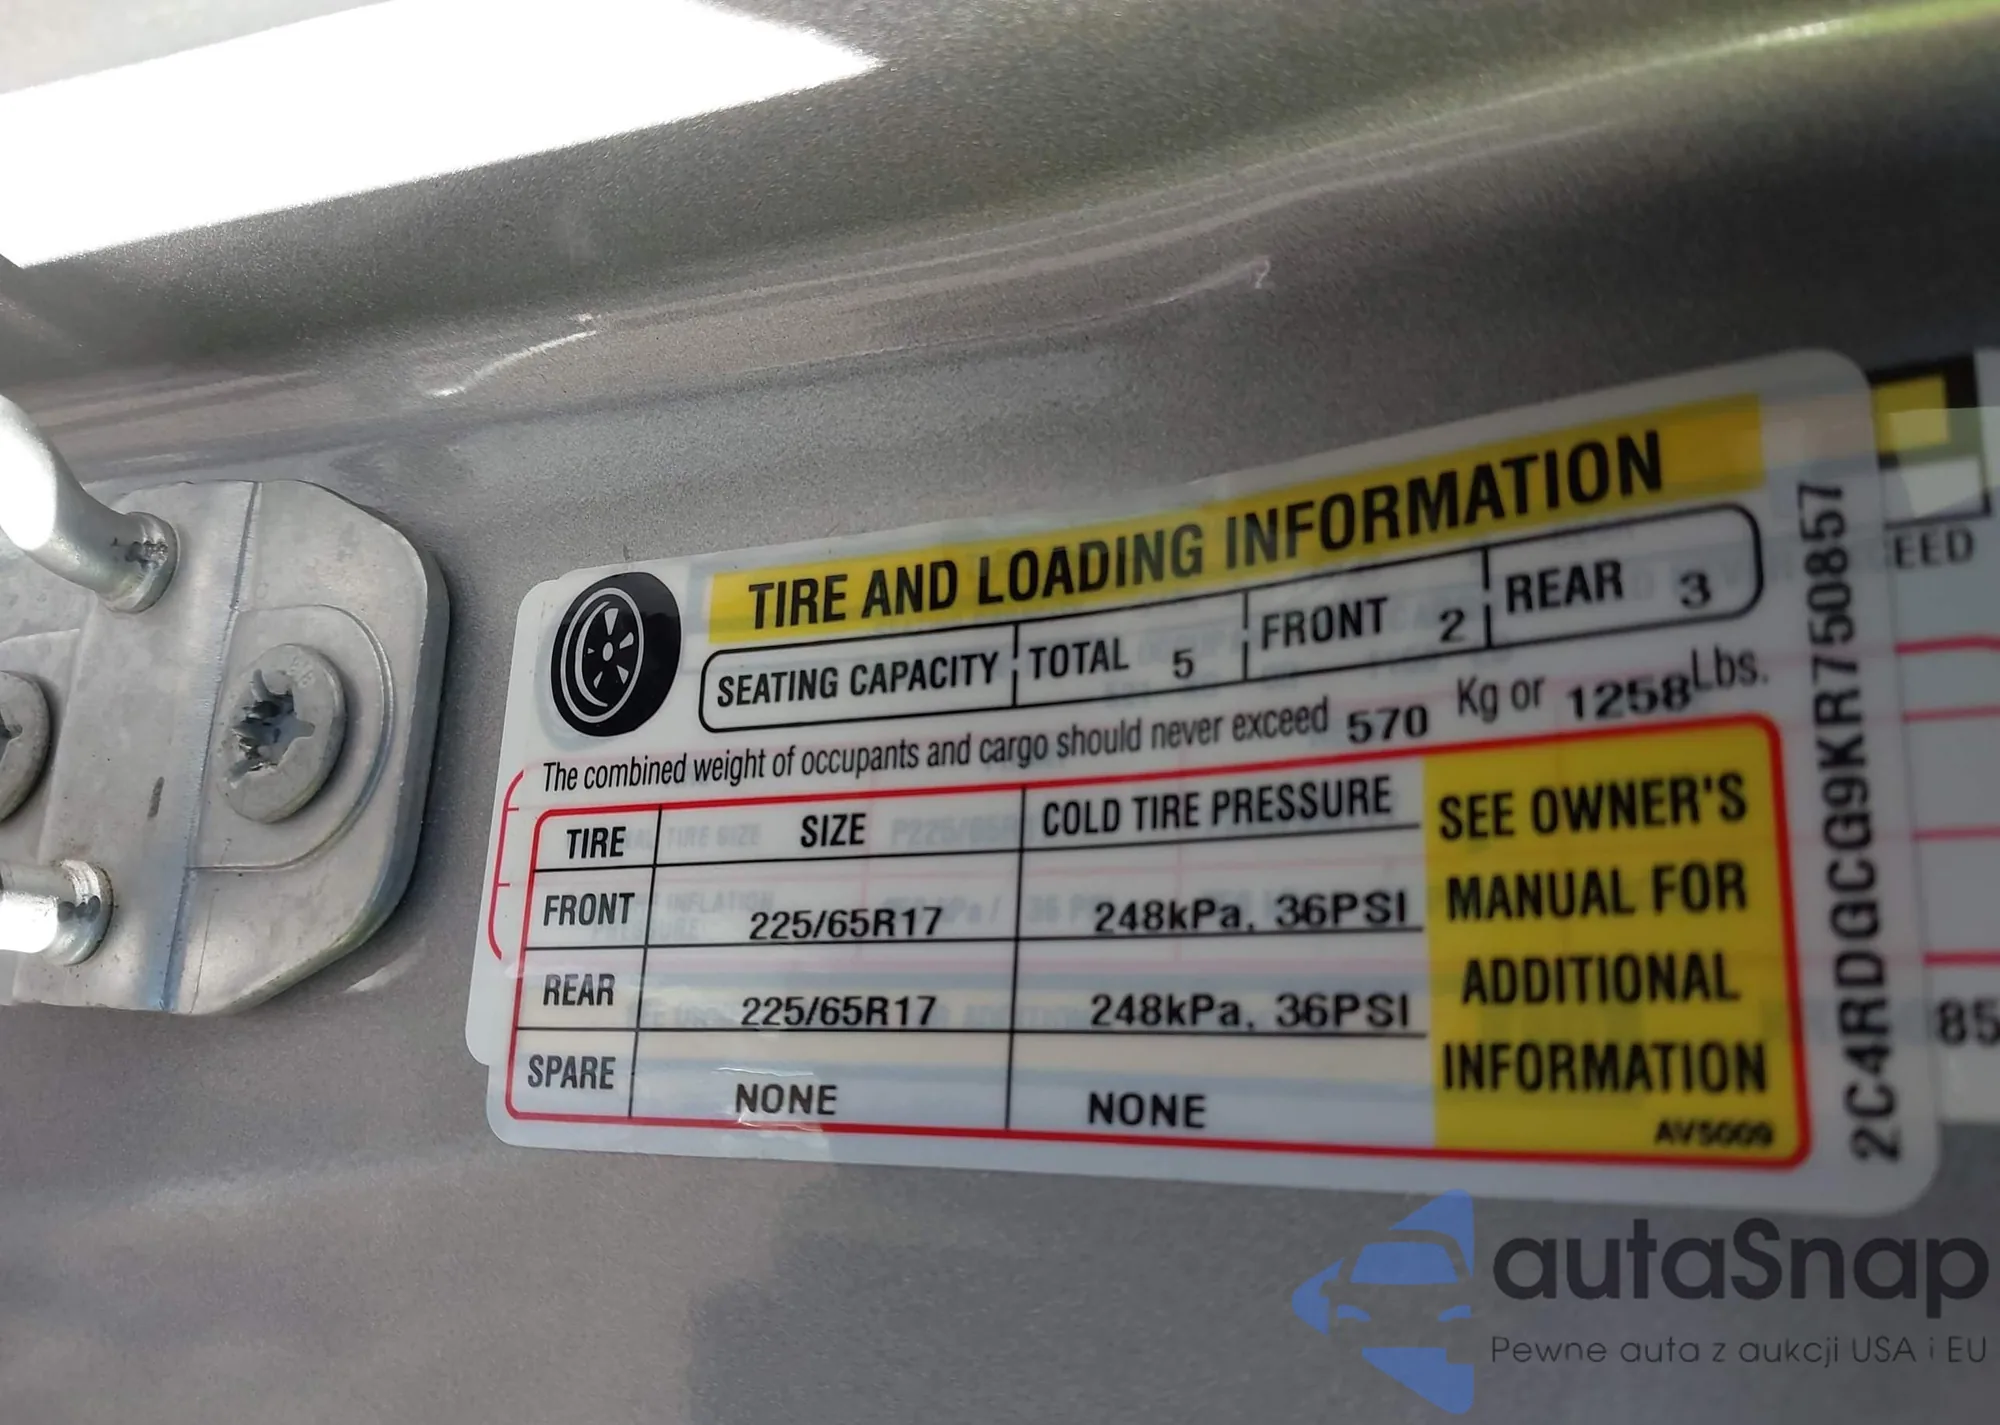 TIRE AND LOADING INFORMATION
SEATING CAPACITY TOTAL 5 FRONT 2 REAR 3
The combined weight of occupants and cargo should never exceed 570 Kg or 1258 Lbs.
TIRE SIZE COLD TIRE PRESSURE
FRONT 225/65R17 248kPa, 36PSI
REAR 225/65R17 248kPa, 36PSI
SPARE NONE NONE
SEE OWNER'S
MANUAL FOR
ADDITIONAL
INFORMATION
AV5009
2C4RDGCG9KR750857
EED
85
autaSnap
Pewne auta z aukcji USA i EU